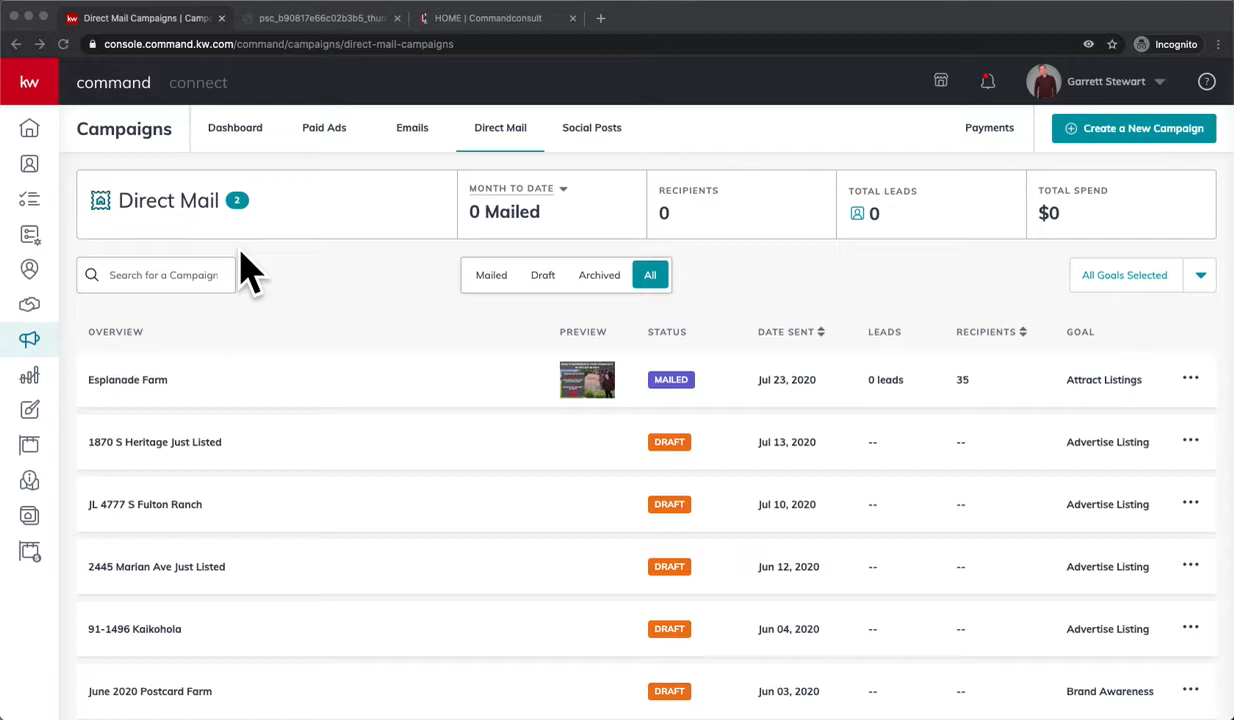 Direct Mail Campaigns | Camp
psc_b90817e66c02b3b5_thun
HOME | Commandconsult
console.command.kw.com/command/campaigns/direct-mail-campaigns
Incognito
kw
command
connect
Garrett Stewart
Campaigns
Dashboard
Paid Ads
Emails
Direct Mail
Social Posts
Payments
Create a New Campaign
Direct Mail 2
MONTH TO DATE
0 Mailed
RECIPIENTS
0
TOTAL LEADS
0
TOTAL SPEND
$0
Search for a Campaign
Mailed Draft Archived All
All Goals Selected
OVERVIEW PREVIEW STATUS DATE SENT LEADS RECIPIENTS GOAL
Esplanade Farm MAILED Jul 23, 2020 0 leads 35 Attract Listings
1870 S Heritage Just Listed DRAFT Jul 13, 2020 -- -- Advertise Listing
JL 4777 S Fulton Ranch DRAFT Jul 10, 2020 -- -- Advertise Listing
2445 Marian Ave Just Listed DRAFT Jun 12, 2020 -- -- Advertise Listing
91-1496 Kaikohola DRAFT Jun 04, 2020 -- -- Advertise Listing
June 2020 Postcard Farm DRAFT Jun 03, 2020 -- -- Brand Awareness